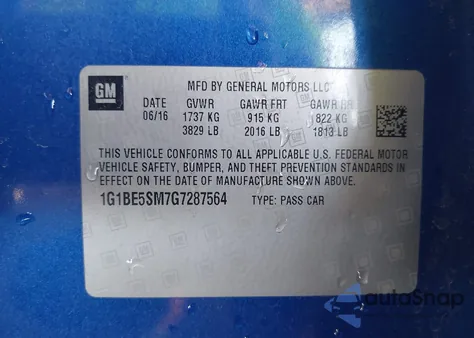 GM
MFD BY GENERAL MOTORS LLC
DATE GVWR GAWR FRT GAWR RR
06/16 1737 KG 915 KG 822 KG
3829 LB 2016 LB 1813 LB
THIS VEHICLE CONFORMS TO ALL APPLICABLE U.S. FEDERAL MOTOR
VEHICLE SAFETY, BUMPER, AND THEFT PREVENTION STANDARDS IN
EFFECT ON THE DATE OF MANUFACTURE SHOWN ABOVE.
1G1BE5SM7G7287564 TYPE: PASS CAR
autoSnap